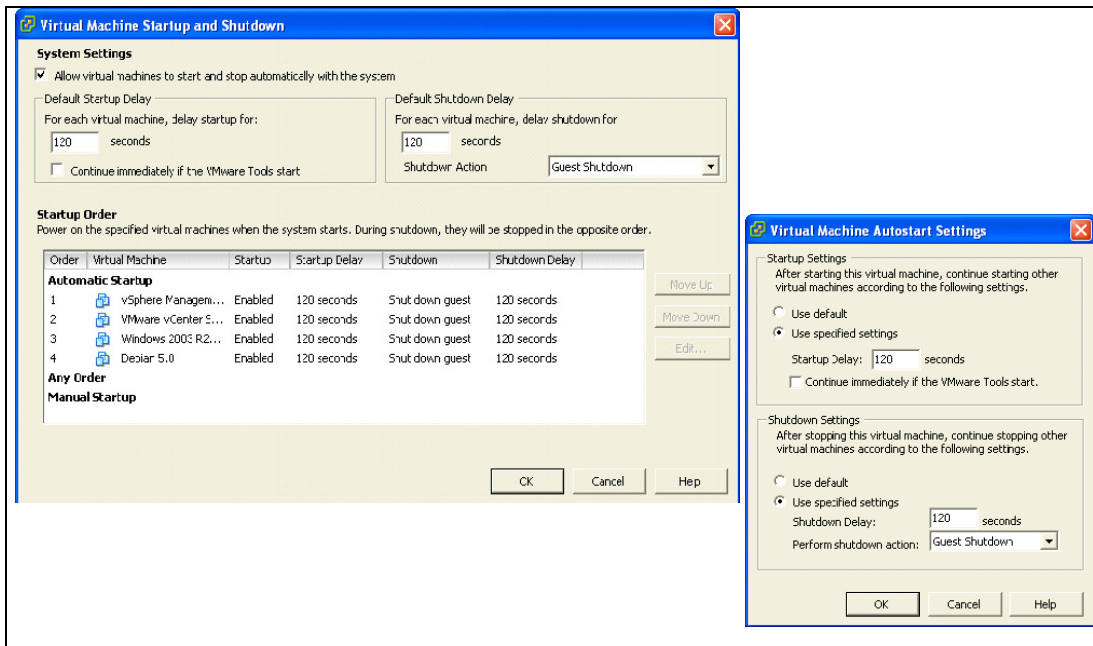 Virtual Machine Startup and Shutdown
System Settings
Allow virtual machines to start and stop automatically with the system
Default Startup Delay
For each virtual machine, delay startup for:
120 seconds
Continue immediately if the VMware Tools start
Default Shutdown Delay
For each virtual machine, delay shutdown for
120 seconds
Shutdown Action Guest Shutdown
Startup Order
Power on the specified virtual machines when the system starts. During shutdown, they will be stopped in the opposite order.
Order Virtual Machine Startup Startup Delay Shutdown Shutdown Delay
Automatic Startup
1 vSphere Managem... Enabled 120 seconds Shut down guest 120 seconds
2 VMware vCenter S... Enabled 120 seconds Shut down guest 120 seconds
3 Windows 2003 R2... Enabled 120 seconds Shut down guest 120 seconds
4 Debian 5.0 Enabled 120 seconds Shut down guest 120 seconds
Any Order
Manual Startup
Move Up
Move Down
Edit...
OK Cancel Help
Virtual Machine Autostart Settings
Startup Settings
After starting this virtual machine, continue starting other
virtual machines according to the following settings.
Use default
Use specified settings
Startup Delay: 120 seconds
Continue immediately if the VMware Tools start.
Shutdown Settings
After stopping this virtual machine, continue stopping other
virtual machines according to the following settings.
Use default
Use specified settings
Shutdown Delay: 120 seconds
Perform shutdown action: Guest Shutdown
OK Cancel Help